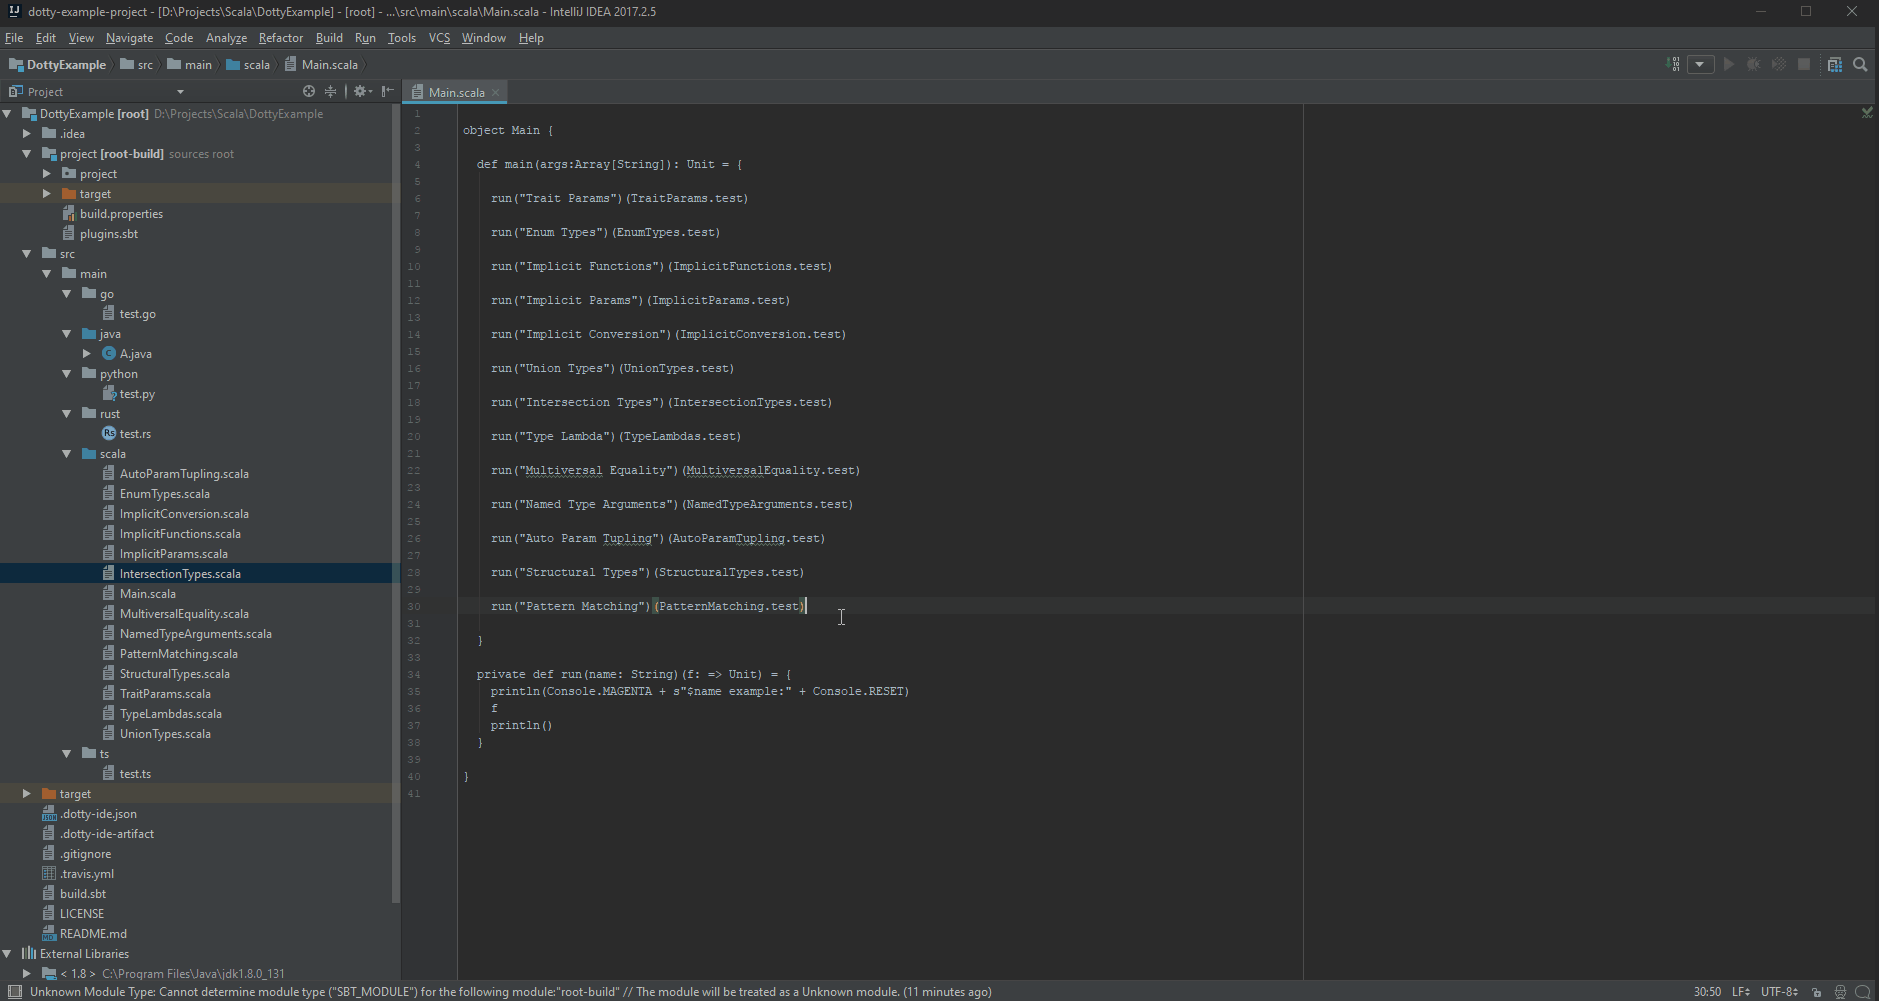 dotty-example-project - [D:\Projects\Scala\DottyExample] - [root] - ...\src\main\scala\Main.scala - IntelliJ IDEA 2017.2.5
File Edit View Navigate Code Analyze Refactor Build Run Tools VCS Window Help
DottyExample src main scala Main.scala
Project
Main.scala
DottyExample [root] D:\Projects\Scala\DottyExample
.idea
project [root-build] sources root
project
target
build.properties
plugins.sbt
src
main
go
test.go
java
A.java
python
test.py
rust
test.rs
scala
AutoParamTupling.scala
EnumTypes.scala
ImplicitConversion.scala
ImplicitFunctions.scala
ImplicitParams.scala
IntersectionTypes.scala
Main.scala
MultiversalEquality.scala
NamedTypeArguments.scala
PatternMatching.scala
StructuralTypes.scala
TraitParams.scala
TypeLambdas.scala
UnionTypes.scala
ts
test.ts
target
.dotty-ide.json
.dotty-ide-artifact
.gitignore
.travis.yml
build.sbt
LICENSE
README.md
External Libraries
< 1.8 > C:\Program Files\Java\jdk1.8.0_131
1
2 object Main {
3
4 def main(args:Array[String]): Unit = {
5
6 run("Trait Params")(TraitParams.test)
7
8 run("Enum Types")(EnumTypes.test)
9
10 run("Implicit Functions")(ImplicitFunctions.test)
11
12 run("Implicit Params")(ImplicitParams.test)
13
14 run("Implicit Conversion")(ImplicitConversion.test)
15
16 run("Union Types")(UnionTypes.test)
17
18 run("Intersection Types")(IntersectionTypes.test)
19
20 run("Type Lambda")(TypeLambdas.test)
21
22 run("Multiversal Equality")(MultiversalEquality.test)
23
24 run("Named Type Arguments")(NamedTypeArguments.test)
25
26 run("Auto Param Tupling")(AutoParamTupling.test)
27
28 run("Structural Types")(StructuralTypes.test)
29
30 run("Pattern Matching")(PatternMatching.test)
31
32 }
33
34 private def run(name: String)(f: => Unit) = {
35 println(Console.MAGENTA + s"$name example:" + Console.RESET)
36 f
37 println()
38 }
39
40 }
41
Unknown Module Type: Cannot determine module type ("SBT_MODULE") for the following module:"root-build" // The module will be treated as a Unknown module. (11 minutes ago) 30:50 LF UTF-8